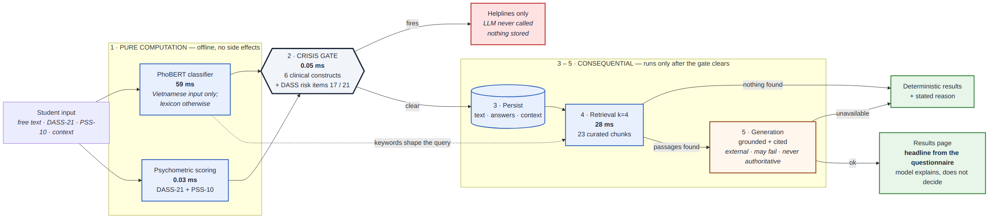 Student input
free text · DASS-21 · PSS-
10 · context
1 · PURE COMPUTATION — offline, no side effects
PhoBERT classifier
59 ms
Vietnamese input only;
lexicon otherwise
Psychometric scoring
0.03 ms
DASS-21 + PSS-10
2 · CRISIS GATE
0.05 ms
6 clinical constructs
+ DASS risk items 17 / 21
fires
clear
keywords shape the query
Helplines only
LLM never called
nothing stored
3 – 5 · CONSEQUENTIAL — runs only after the gate clears
3 · Persist
text · answers · context
4 · Retrieval k=4
28 ms
23 curated chunks
nothing found
passages found
5 · Generation
grounded + cited
external · may fail · never
authoritative
unavailable
ok
Deterministic results
+ stated reason
Results page
headline from the
questionnaire
model explains, does not
decide